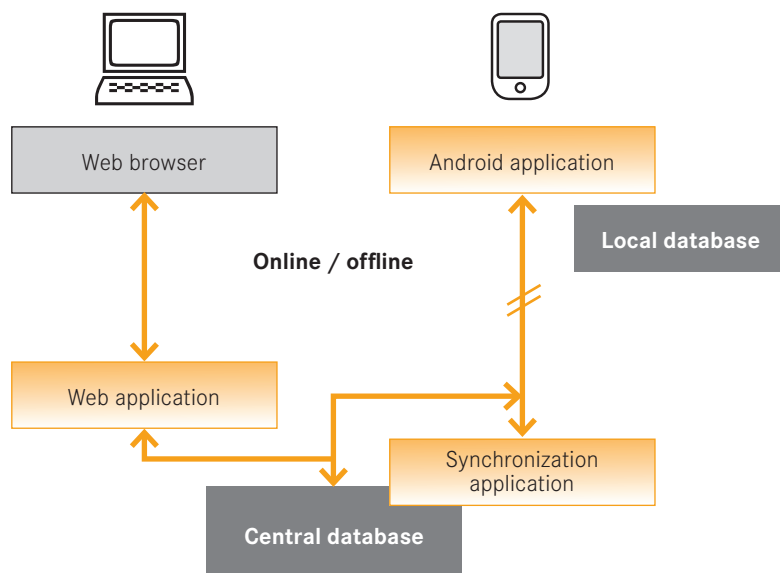 Web browser
Android application
Local database
Online / offline
Web application
Synchronization
application
Central database